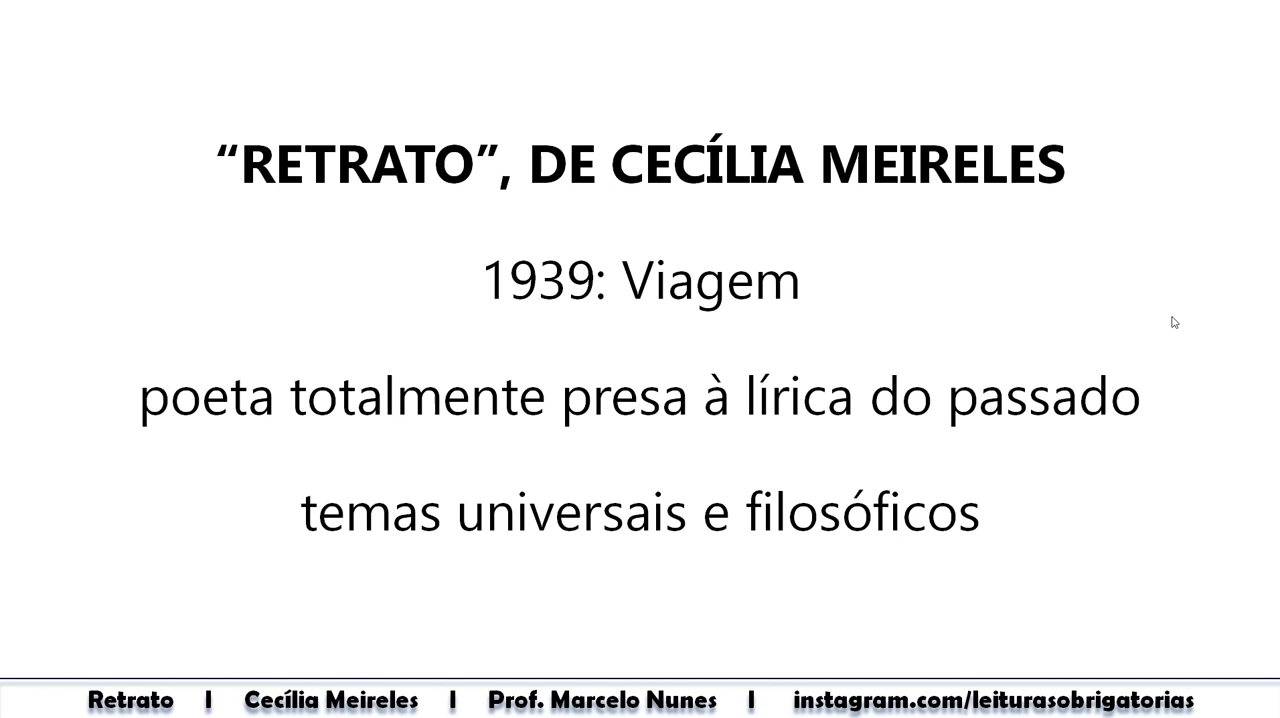 “RETRATO”, DE CECÍLIA MEIRELES
1939: Viagem
poeta totalmente presa à lírica do passado
temas universais e filosóficos
Retrato I Cecília Meireles I Prof. Marcelo Nunes I instagram.com/leiturasobrigatorias